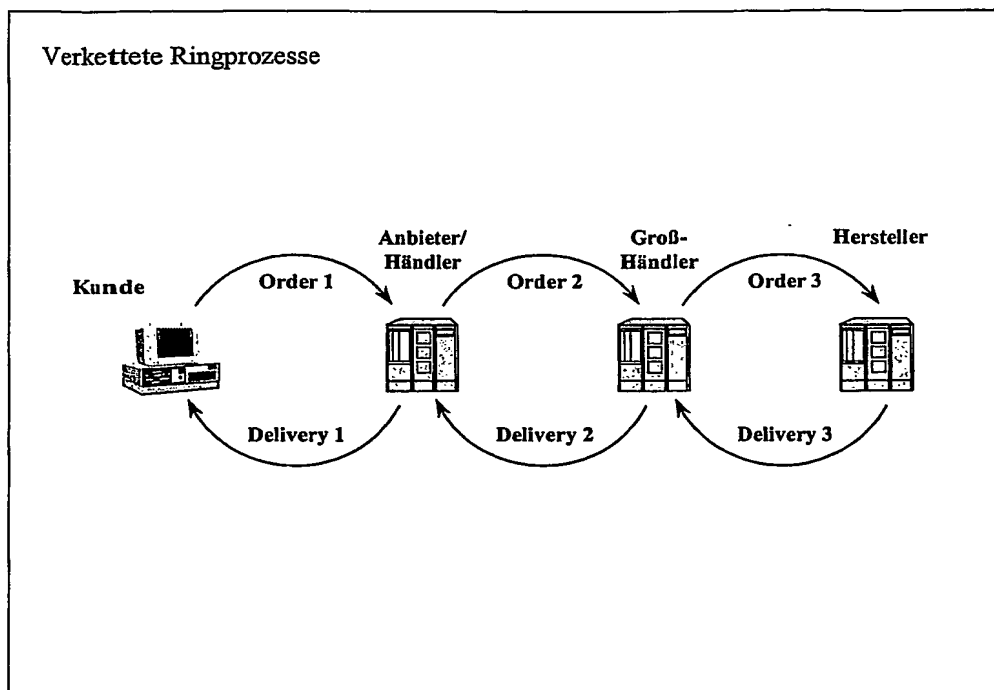 Verkettete Ringprozesse
Kunde
Order 1
Anbieter/
Händler
Order 2
Groß-
Händler
Order 3
Hersteller
Delivery 1
Delivery 2
Delivery 3